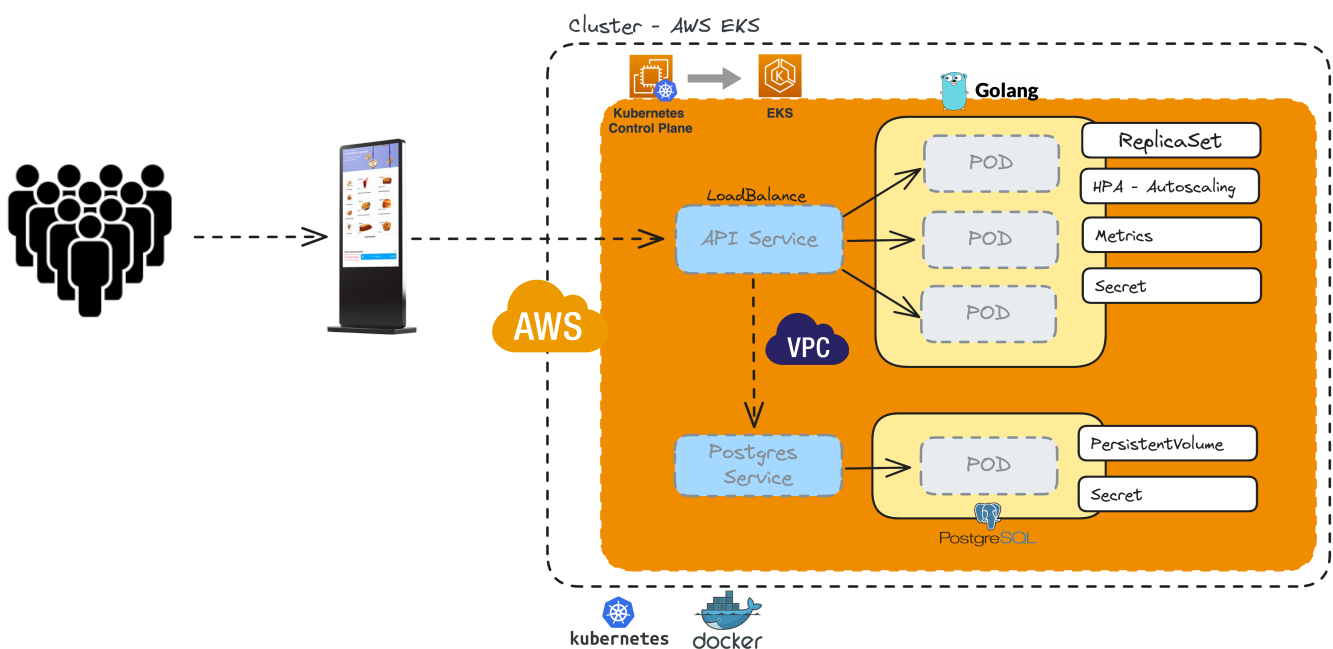 Cluster - AWS EKS
Kubernetes
Control Plane
EKS
Golang
LoadBalance
API Service
POD
POD
POD
ReplicaSet
HPA - Autoscaling
Metrics
Secret
AWS
VPC
Postgres
Service
POD
PersistentVolume
Secret
PostgreSQL
kubernetes
docker